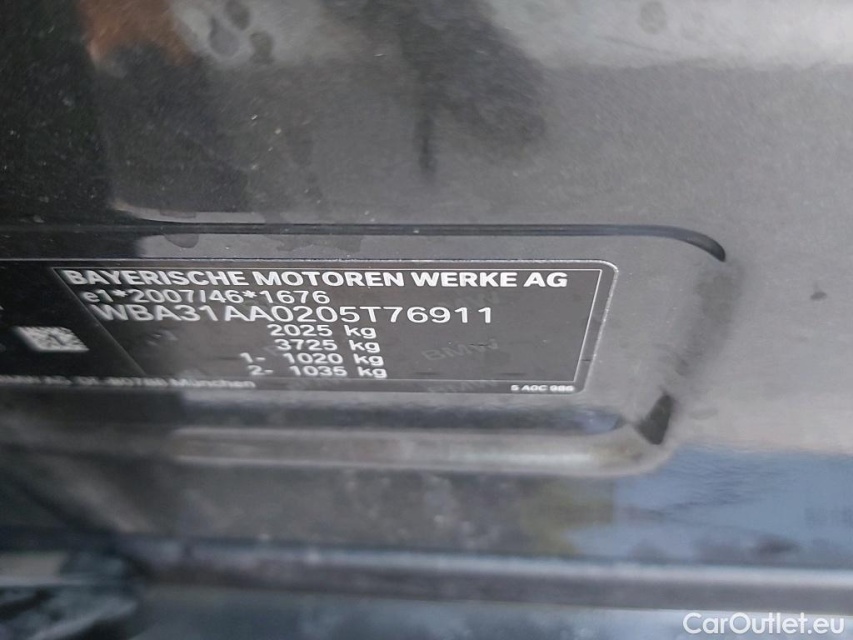 BAYERISCHE MOTOREN WERKE AG
e1*2007/46*1676
WBA31AA0205T76911
2025 kg
3725 kg
1- 1020 kg
2- 1035 kg
München
CarOutlet.eu